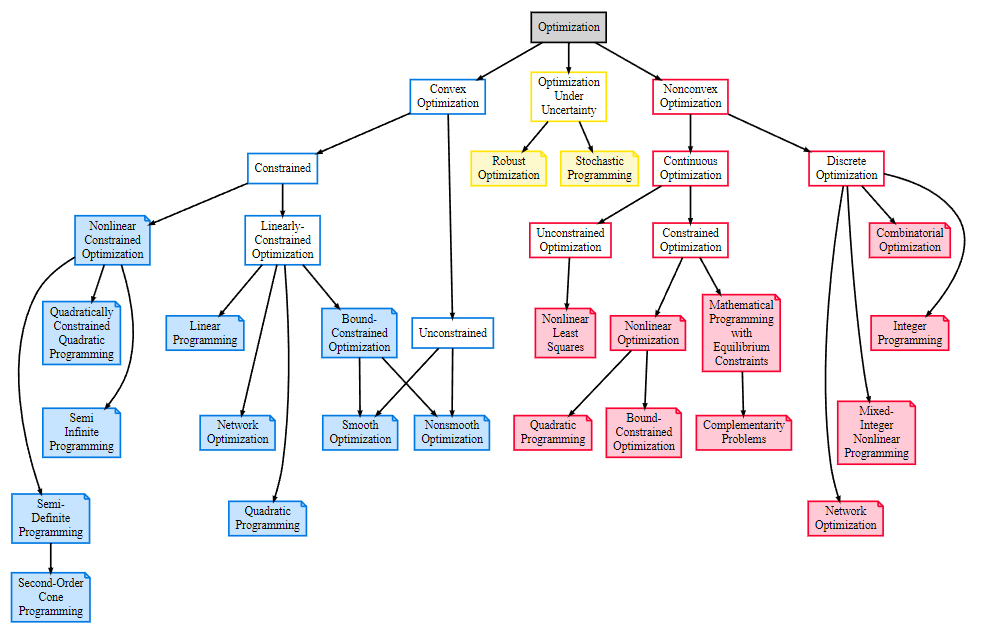 Optimization
Convex
Optimization
Optimization
Under
Uncertainty
Nonconvex
Optimization
Constrained
Robust
Optimization
Stochastic
Programming
Continuous
Optimization
Discrete
Optimization
Nonlinear
Constrained
Optimization
Linearly-
Constrained
Optimization
Unconstrained
Optimization
Constrained
Optimization
Combinatorial
Optimization
Quadratically
Constrained
Quadratic
Programming
Linear
Programming
Bound-
Constrained
Optimization
Unconstrained
Nonlinear
Least
Squares
Nonlinear
Optimization
Mathematical
Programming
with
Equilibrium
Constraints
Integer
Programming
Semi
Infinite
Programming
Network
Optimization
Smooth
Optimization
Nonsmooth
Optimization
Quadratic
Programming
Bound-
Constrained
Optimization
Complementarity
Problems
Mixed-
Integer
Nonlinear
Programming
Semi-
Definite
Programming
Quadratic
Programming
Network
Optimization
Second-Order
Cone
Programming